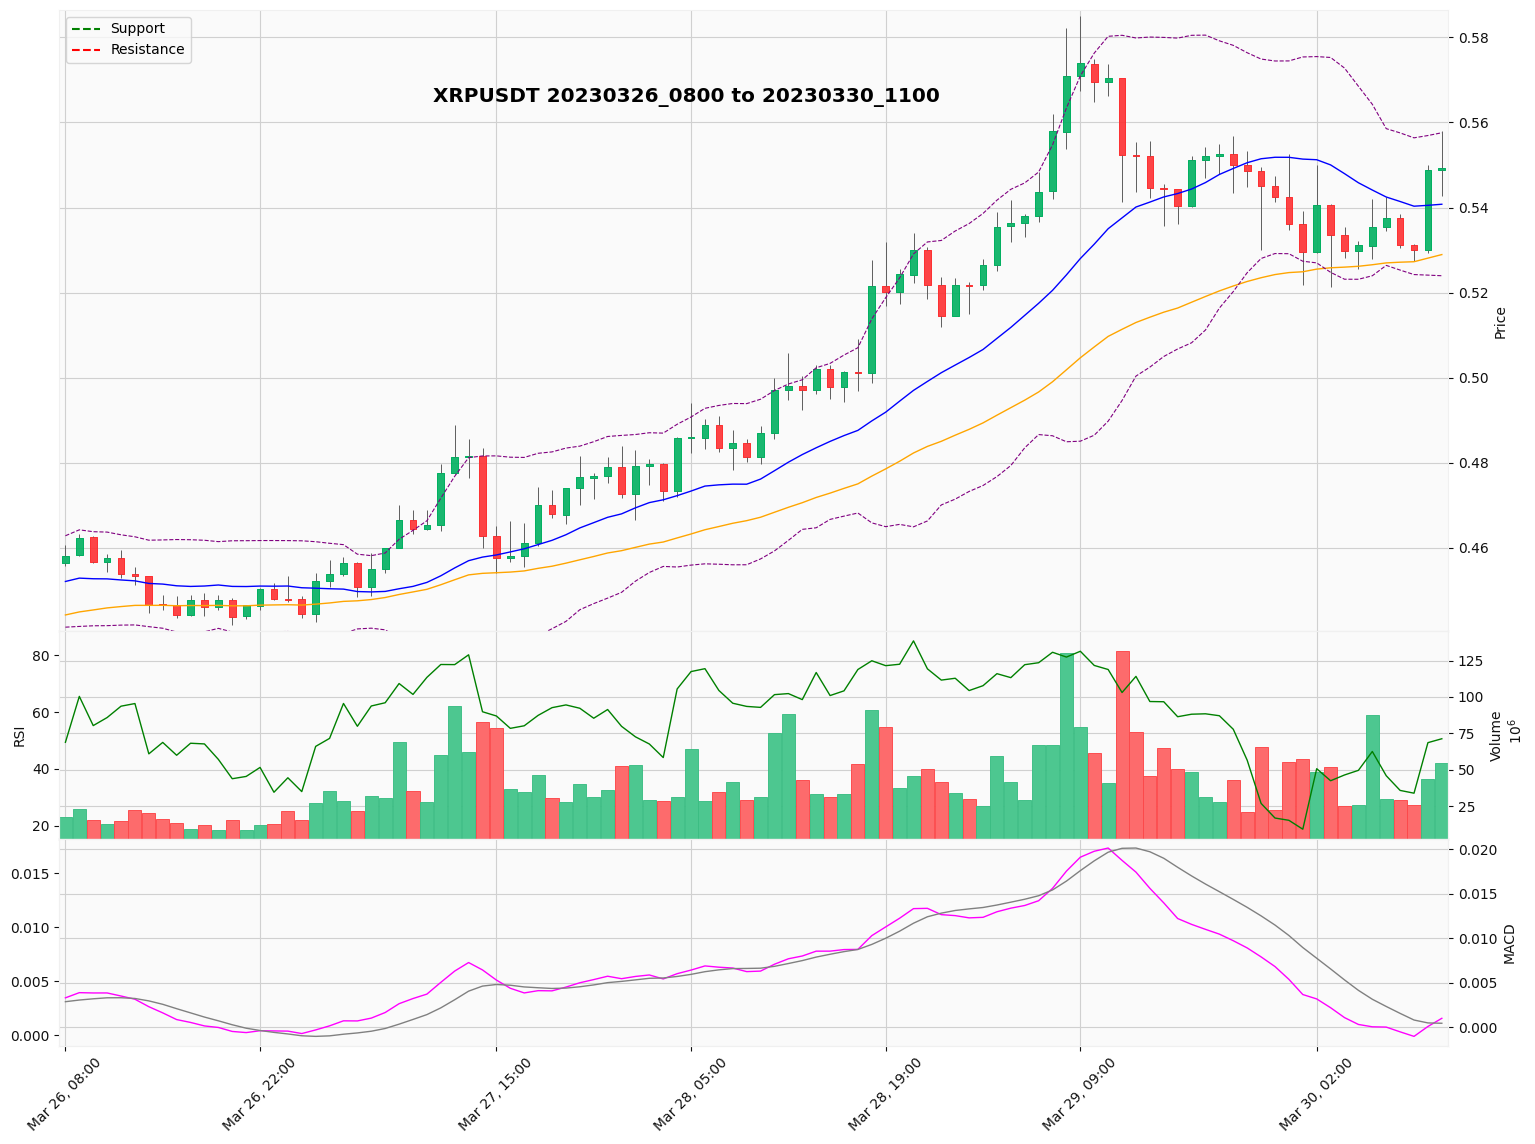 Support
Resistance
XRPUSDT 20230326_0800 to 20230330_1100
0.58
0.56
0.54
0.52
0.50
0.48
0.46
Price
80
60
40
20
RSI
125
100
75
50
25
Volume
10^6
0.015
0.010
0.005
0.000
0.020
0.015
0.010
0.005
0.000
MACD
Mar 26, 08:00
Mar 26, 22:00
Mar 27, 15:00
Mar 28, 05:00
Mar 28, 19:00
Mar 29, 09:00
Mar 30, 02:00